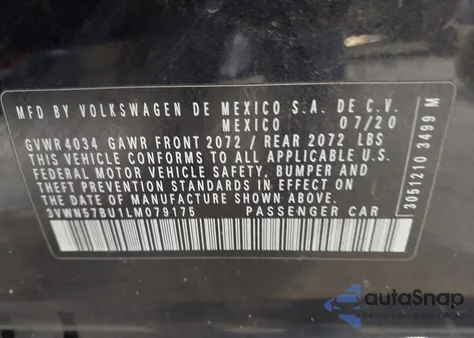 MFD BY VOLKSWAGEN DE MEXICO S.A. DE C.V.
MEXICO 07/20
GVWR 4034 GAWR FRONT 2072 / REAR 2072 LBS
THIS VEHICLE CONFORMS TO ALL APPLICABLE U.S.
FEDERAL MOTOR VEHICLE SAFETY, BUMPER AND
THEFT PREVENTION STANDARDS IN EFFECT ON
THE DATE OF MANUFACTURE SHOWN ABOVE.
3VWN57BU1LM079175 PASSENGER CAR
3051210 3499 M
autoSnap